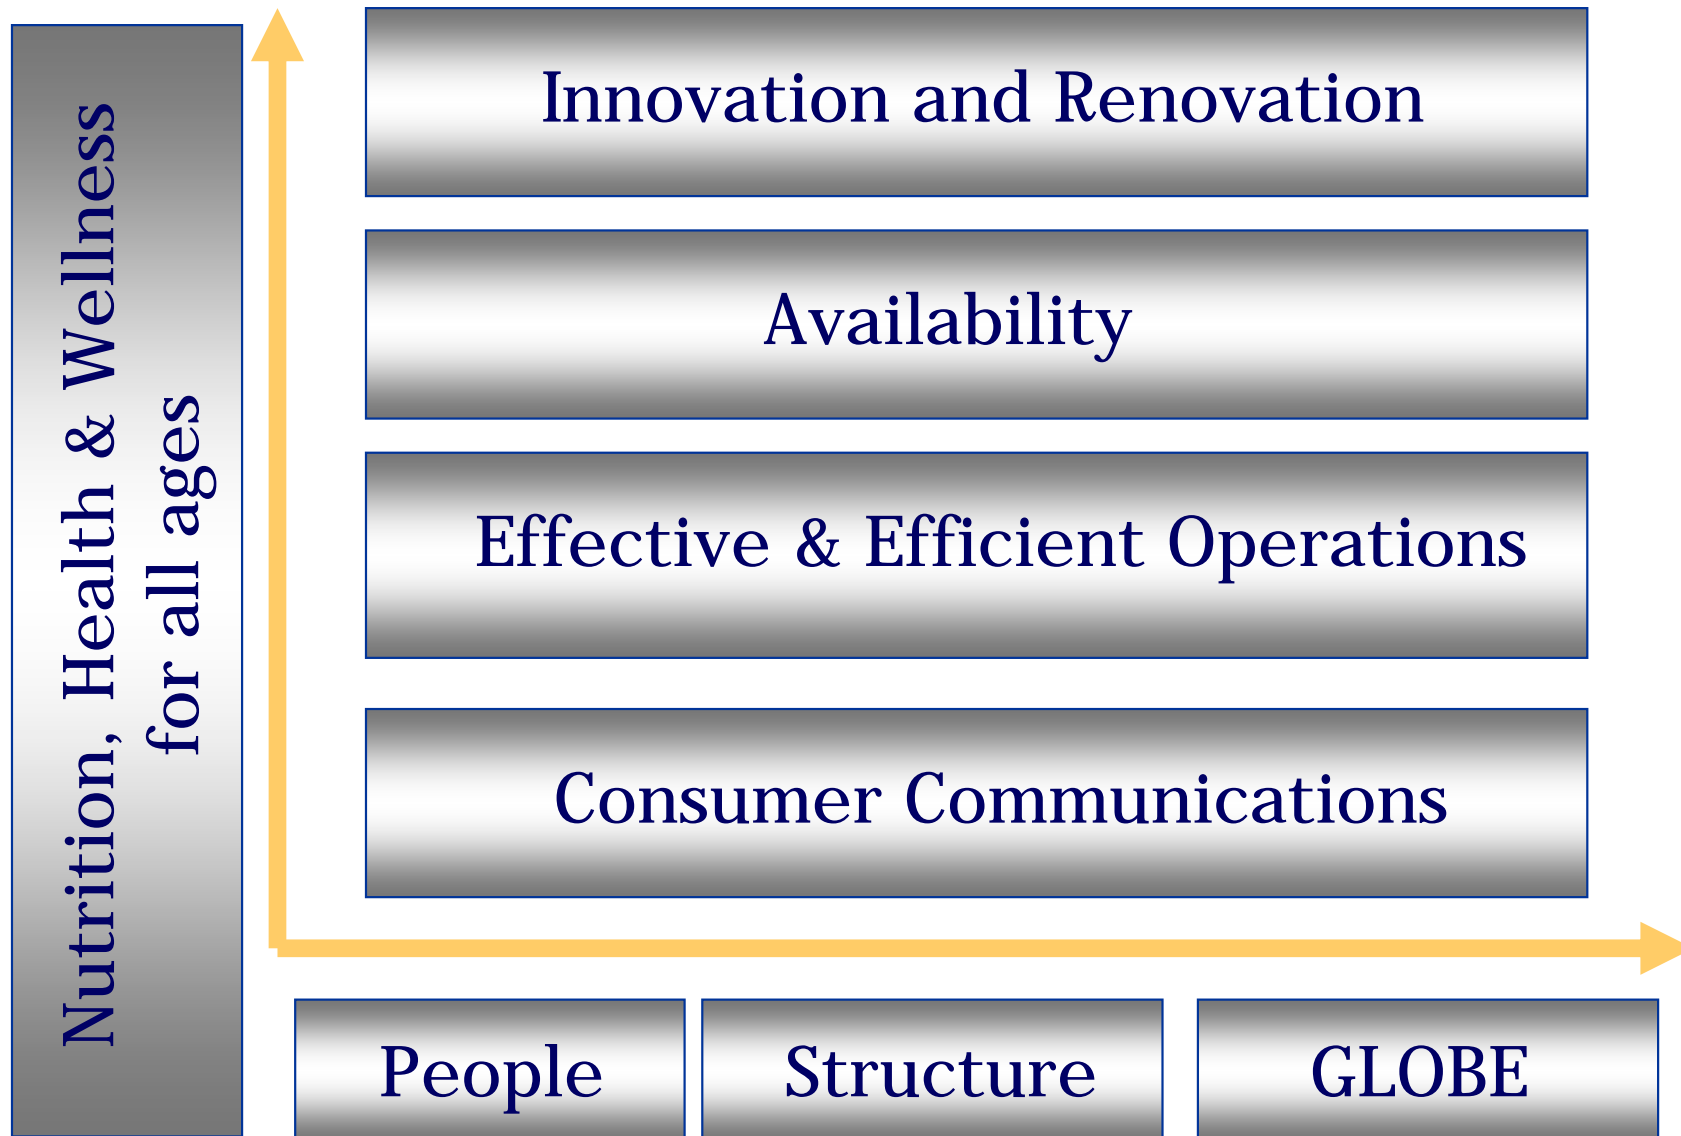 Nutrition, Health & Wellness
for all ages
Innovation and Renovation
Availability
Effective & Efficient Operations
Consumer Communications
People
Structure
GLOBE